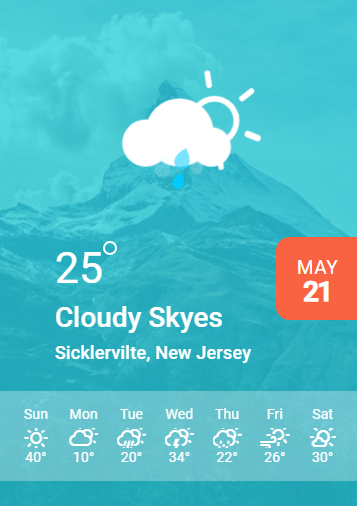 25°
MAY
21
Cloudy Skyes
Sicklervilte, New Jersey
Sun Mon Tue Wed Thu Fri Sat
40° 10° 20° 34° 22° 26° 30°